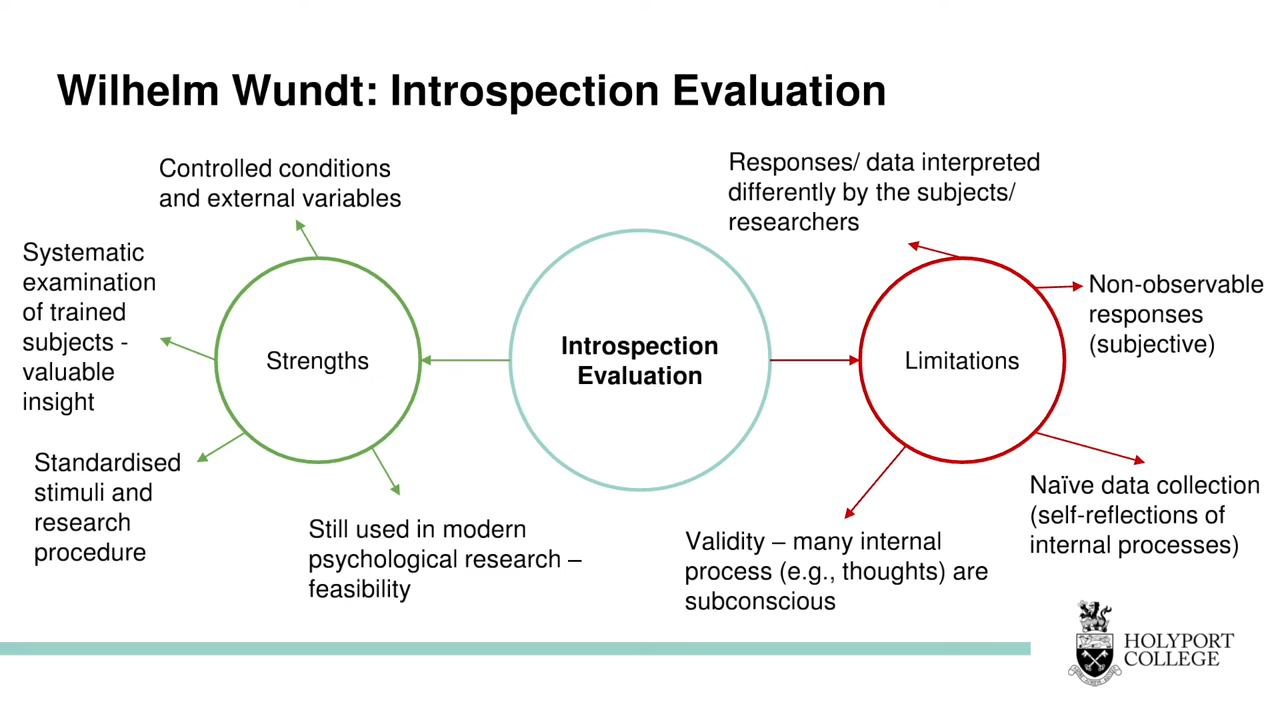 Wilhelm Wundt: Introspection Evaluation
Controlled conditions
and external variables
Systematic
examination
of trained
subjects -
valuable
insight
Strengths
Standardised
stimuli and
research
procedure
Still used in modern
psychological research –
feasibility
Introspection
Evaluation
Responses/ data interpreted
differently by the subjects/
researchers
Limitations
Non-observable
responses
(subjective)
Naïve data collection
(self-reflections of
internal processes)
Validity – many internal
process (e.g., thoughts) are
subconscious
HOLYPORT
COLLEGE